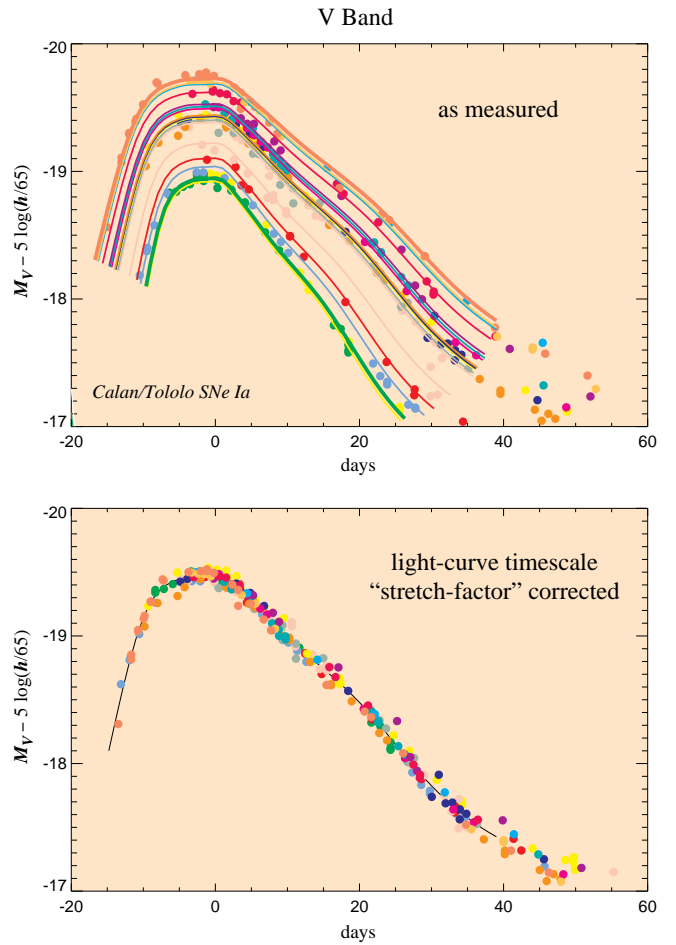 V Band
-20
-19
-18
-17
as measured
Calan/Tololo SNe Ia
M_V – 5 log(h/65)
-20 0 20 40 60
days
-20
-19
-18
-17
light-curve timescale
“stretch-factor” corrected
M_V – 5 log(h/65)
-20 0 20 40 60
days